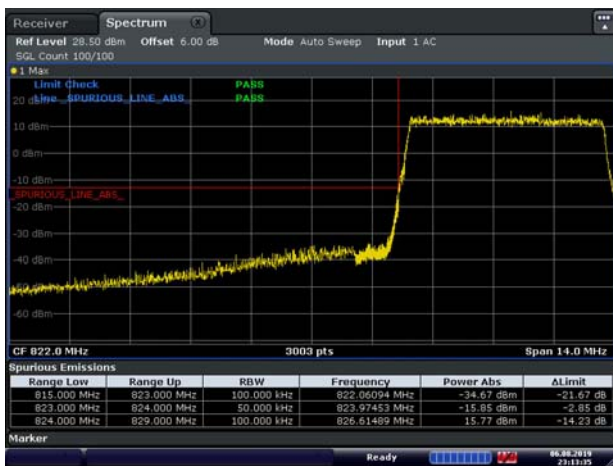 Receiver Spectrum
Ref Level 28.50 dBm Offset 6.00 dB Mode Auto Sweep Input 1 AC
SGL Count 100/100
1 Max
Limit Check PASS
Line _SPURIOUS_LINE_ABS_ PASS
20 dBm
10 dBm
0 dBm
-10 dBm
_SPURIOUS_LINE_ABS_
-20 dBm
-30 dBm
-40 dBm
-60 dBm
CF 822.0 MHz 3003 pts Span 14.0 MHz
Spurious Emissions
Range Low Range Up RBW Frequency Power Abs ΔLimit
815.000 MHz 823.000 MHz 100.000 kHz 822.06094 MHz -34.67 dBm -21.67 dB
823.000 MHz 824.000 MHz 50.000 kHz 823.97453 MHz -15.85 dBm -2.85 dB
824.000 MHz 829.000 MHz 100.000 kHz 826.61489 MHz 15.77 dBm -14.23 dB
Marker
Ready 06.08.2019
23:13:35